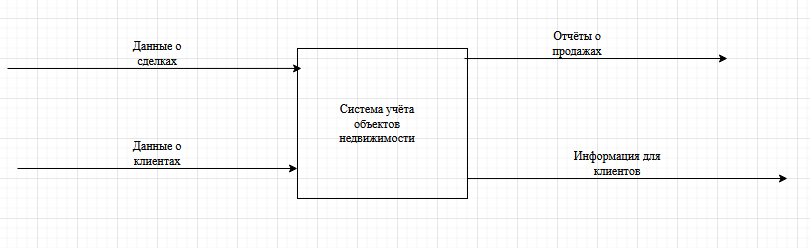 Данные о
сделках
Отчёты о
продажах
Система учёта
объектов
недвижимости
Данные о
клиентах
Информация для
клиентов